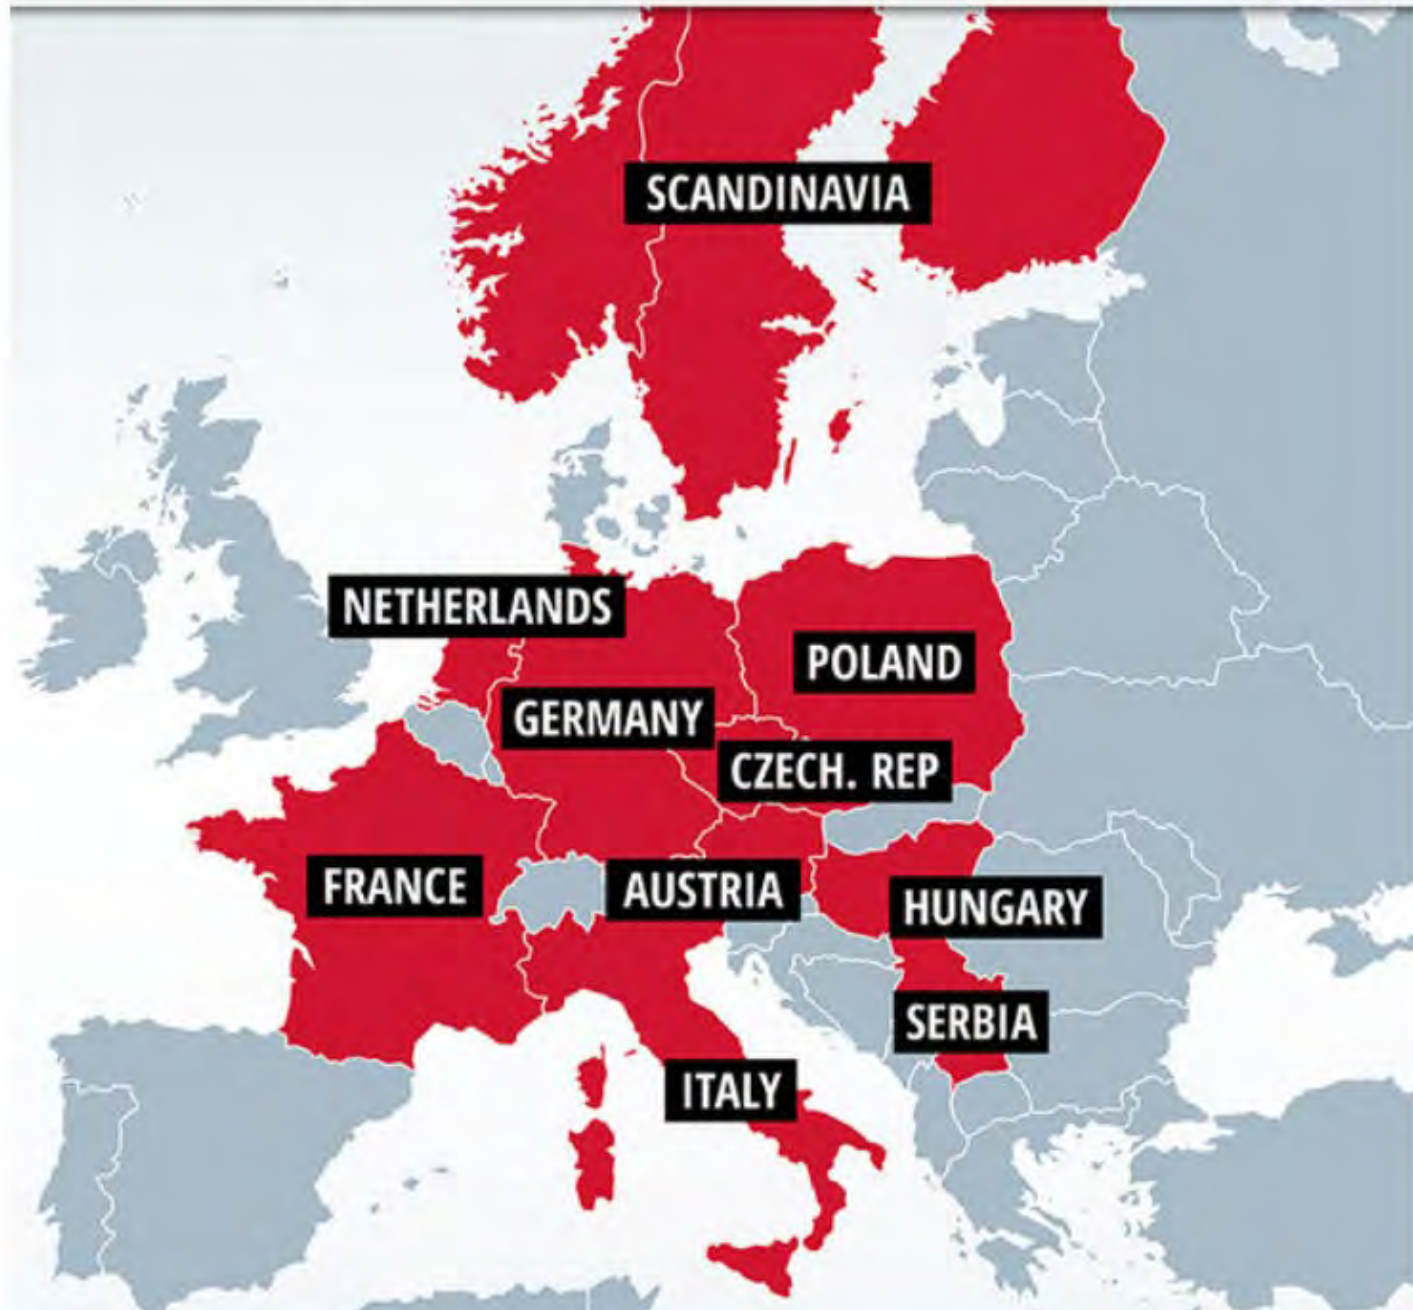 SCANDINAVIA
NETHERLANDS
POLAND
GERMANY
CZECH. REP
FRANCE
AUSTRIA
HUNGARY
SERBIA
ITALY